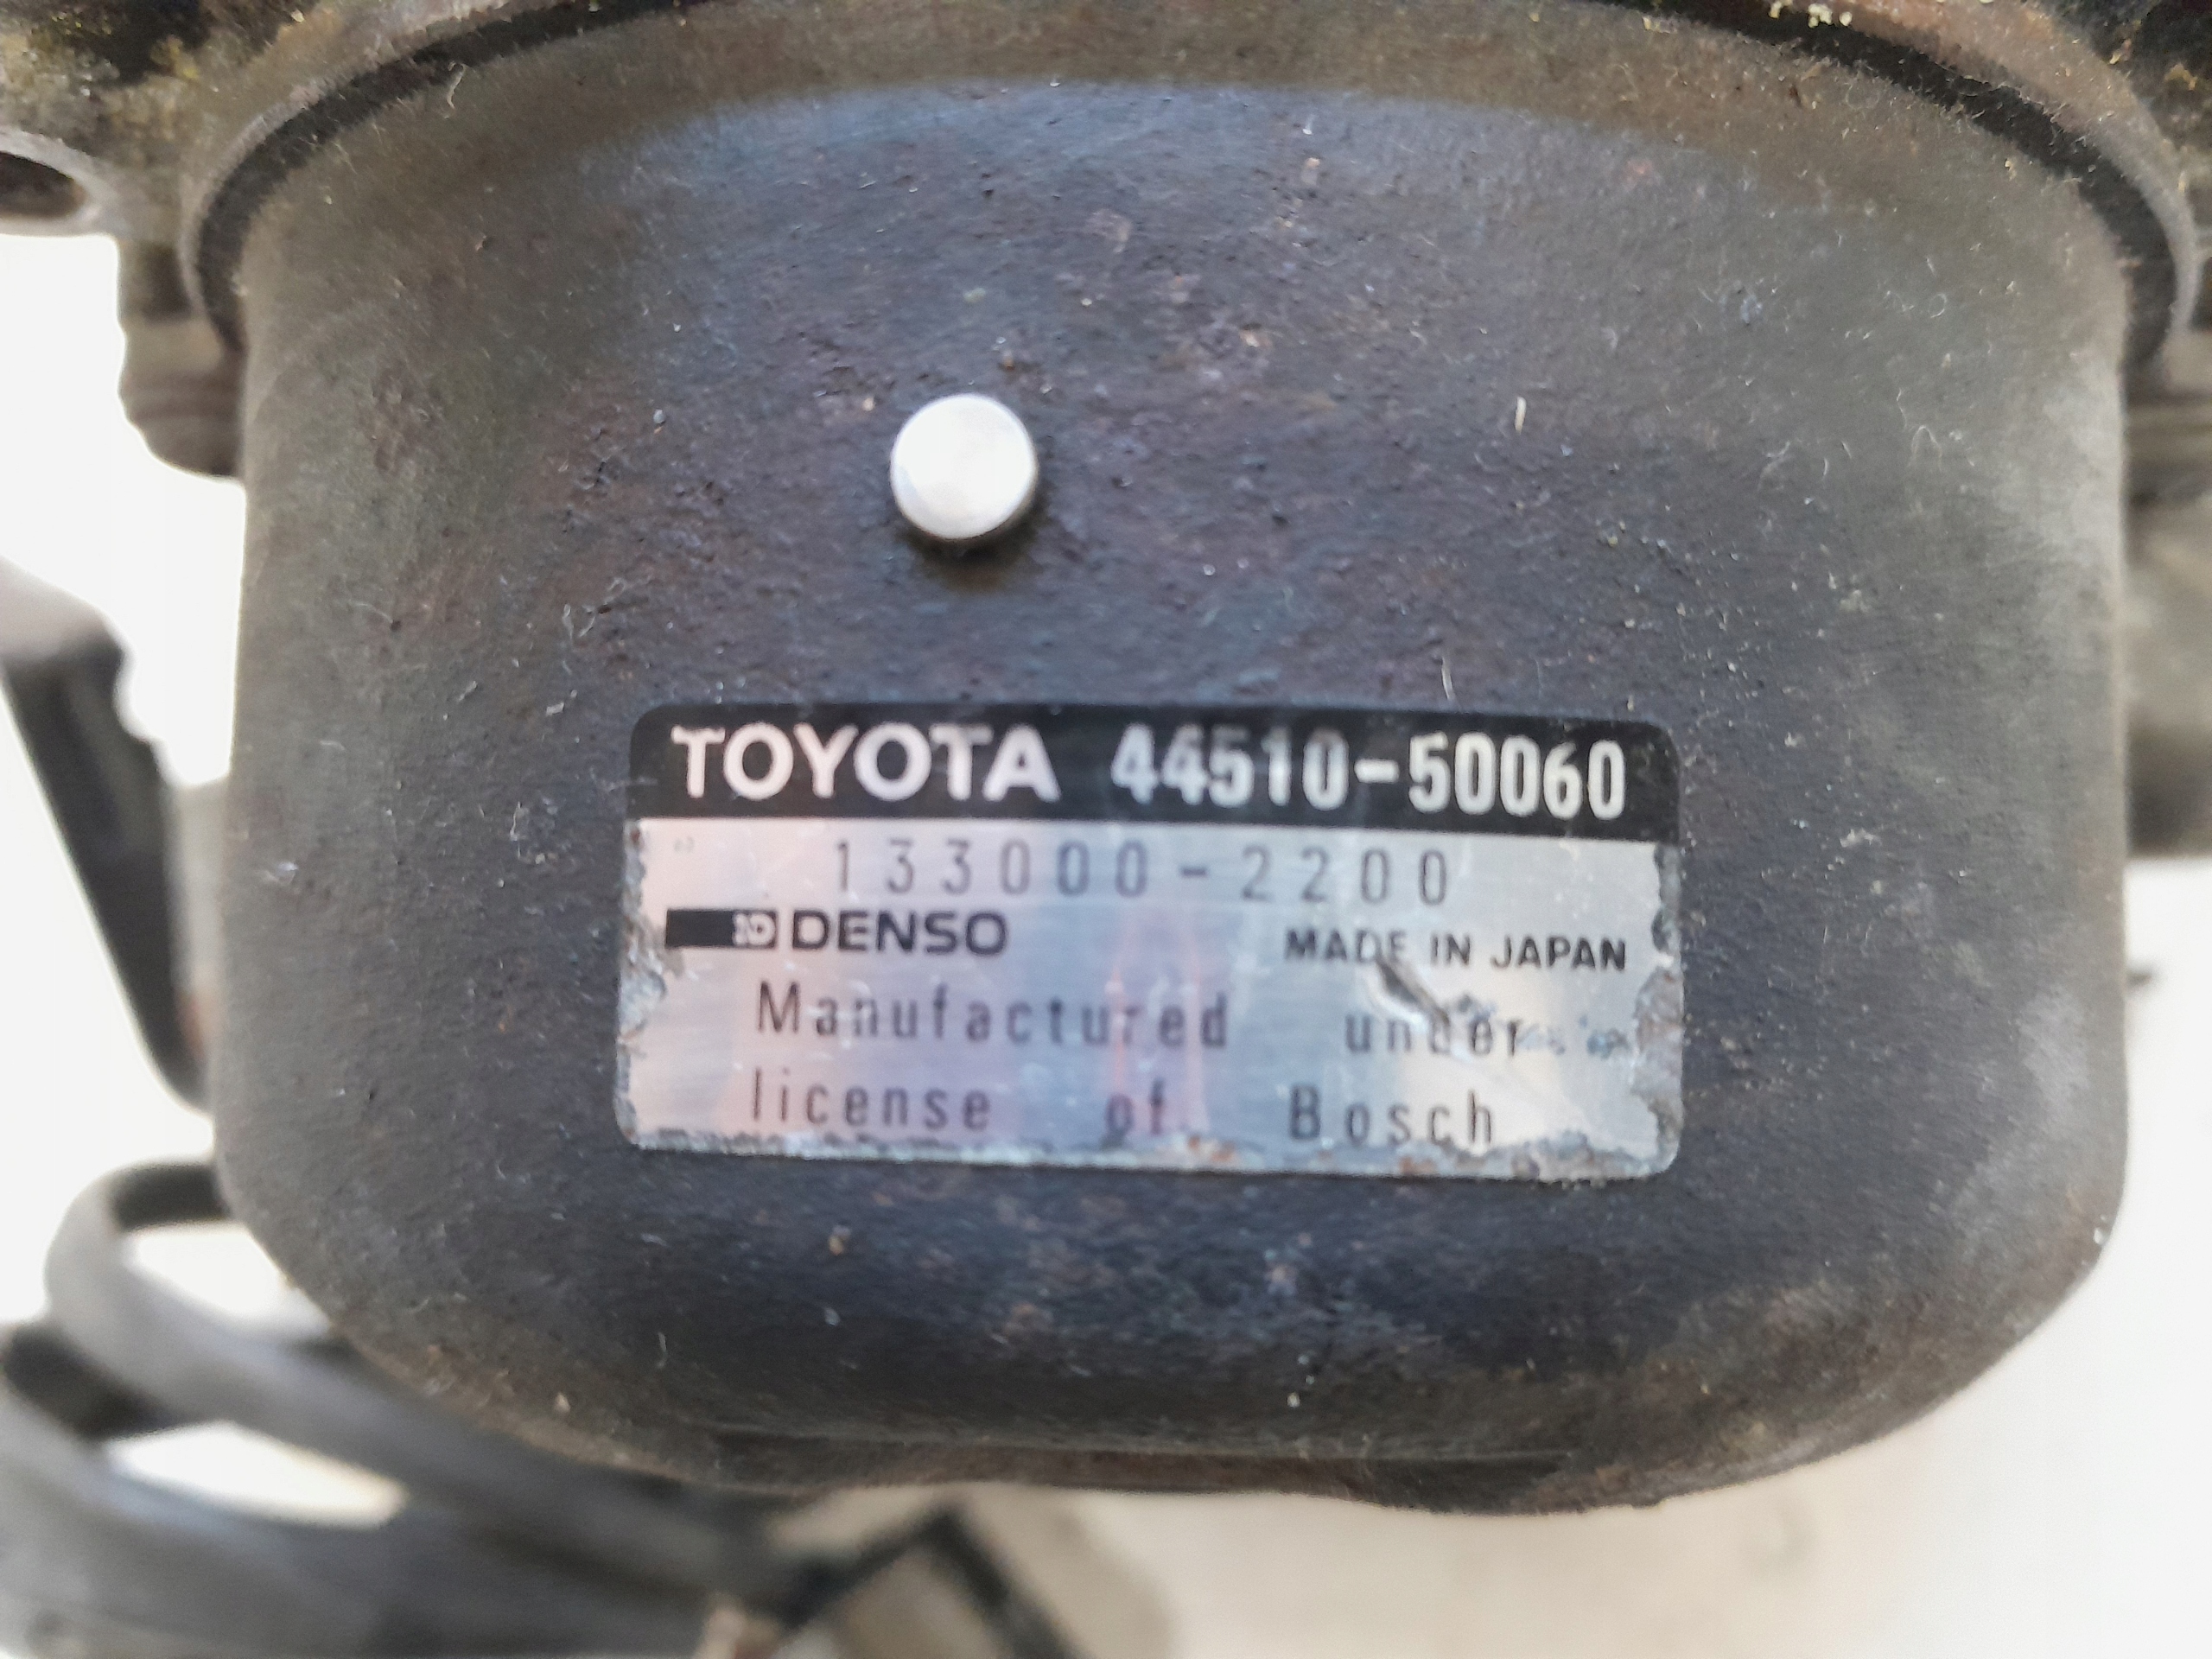 TOYOTA 44510-50060
133000-2200
DENSO MADE IN JAPAN
Manufactured under
license of Bosch